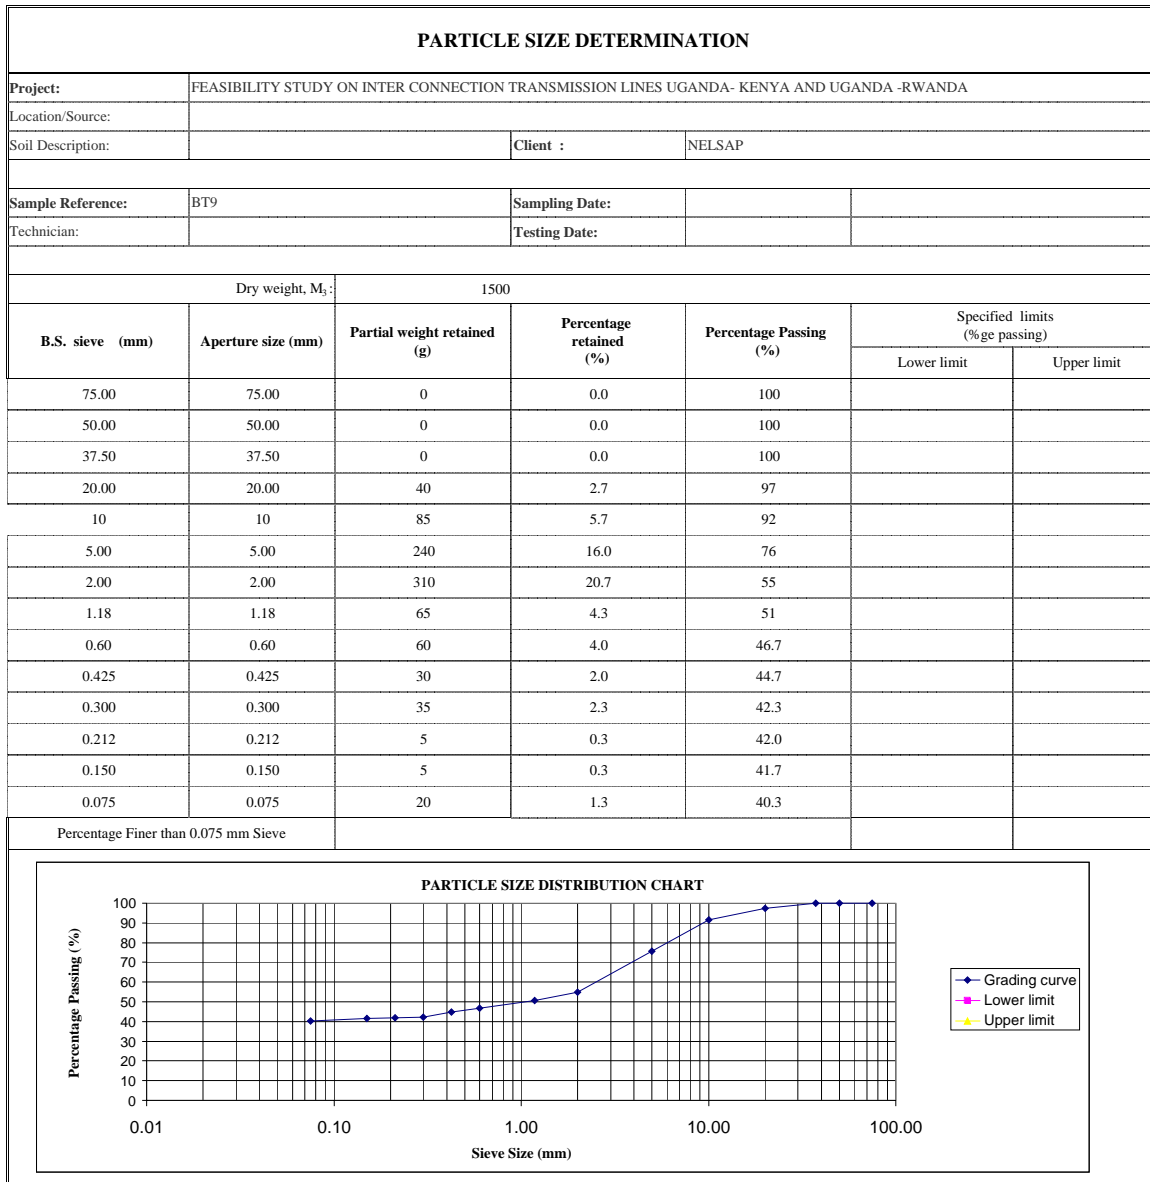 PARTICLE SIZE DETERMINATION
Project: FEASIBILITY STUDY ON INTER CONNECTION TRANSMISSION LINES UGANDA- KENYA AND UGANDA -RWANDA
Location/Source:
Soil Description: Client : NELSAP
Sample Reference: BT9 Sampling Date:
Technician: Testing Date:
Dry weight, M3: 1500
B.S. sieve (mm) Aperture size (mm) Partial weight retained (g) Percentage retained (%) Percentage Passing (%) Specified limits (%ge passing)
Lower limit Upper limit
75.00 75.00 0 0.0 100
50.00 50.00 0 0.0 100
37.50 37.50 0 0.0 100
20.00 20.00 40 2.7 97
10 10 85 5.7 92
5.00 5.00 240 16.0 76
2.00 2.00 310 20.7 55
1.18 1.18 65 4.3 51
0.60 0.60 60 4.0 46.7
0.425 0.425 30 2.0 44.7
0.300 0.300 35 2.3 42.3
0.212 0.212 5 0.3 42.0
0.150 0.150 5 0.3 41.7
0.075 0.075 20 1.3 40.3
Percentage Finer than 0.075 mm Sieve
PARTICLE SIZE DISTRIBUTION CHART
Percentage Passing (%)
100
90
80
70
60
50
40
30
20
10
0
0.01 0.10 1.00 10.00 100.00
Sieve Size (mm)
Grading curve
Lower limit
Upper limit